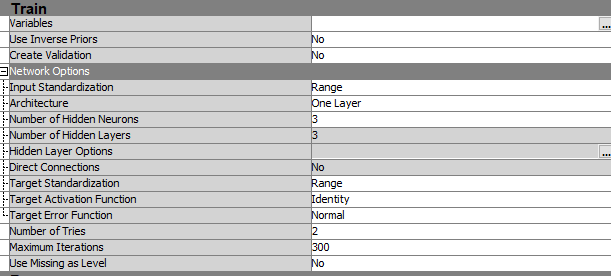 Train
Variables ...
Use Inverse Priors No
Create Validation No
Network Options
Input Standardization Range
Architecture One Layer
Number of Hidden Neurons 3
Number of Hidden Layers 3
Hidden Layer Options ...
Direct Connections No
Target Standardization Range
Target Activation Function Identity
Target Error Function Normal
Number of Tries 2
Maximum Iterations 300
Use Missing as Level No